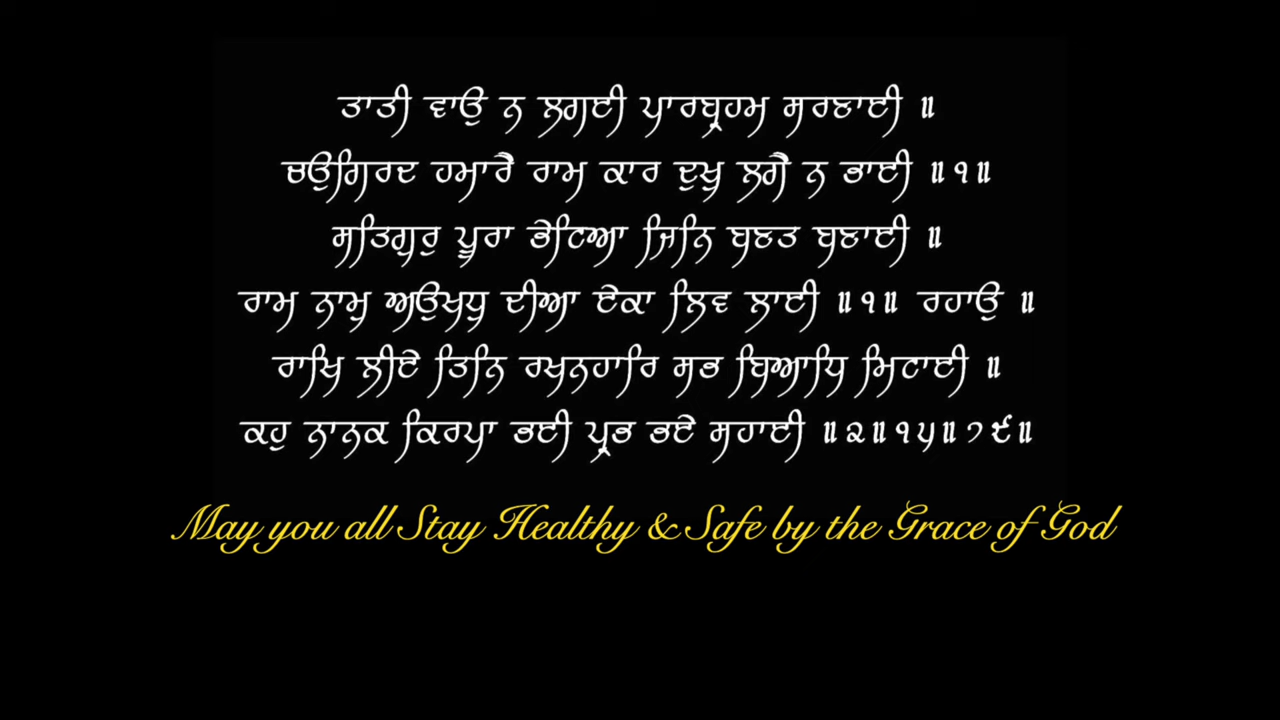 ਤਾਤੀ ਵਾਉ ਨ ਲਗਈ ਪਾਰਬ੍ਰਹਮ ਸਰਣਾਈ ॥
ਚਉਗਿਰਦ ਹਮਾਰੈ ਰਾਮ ਕਾਰ ਦੁਖੁ ਲਗੈ ਨ ਭਾਈ ॥੧॥
ਸਤਿਗੁਰੁ ਪੂਰਾ ਭੇਟਿਆ ਜਿਨਿ ਬਣਤ ਬਣਾਈ ॥
ਰਾਮ ਨਾਮੁ ਅਉਖਧੁ ਦੀਆ ਏਕਾ ਲਿਵ ਲਾਈ ॥੧॥ ਰਹਾਉ ॥
ਰਾਖਿ ਲੀਏ ਤਿਨਿ ਰਖਨਹਾਰਿ ਸਭ ਬਿਆਧਿ ਮਿਟਾਈ ॥
ਕਹੁ ਨਾਨਕ ਕਿਰਪਾ ਭਈ ਪ੍ਰਭ ਭਏ ਸਹਾਈ ॥੨॥੧੫॥੭੯॥
May you all Stay Healthy & Safe by the Grace of God